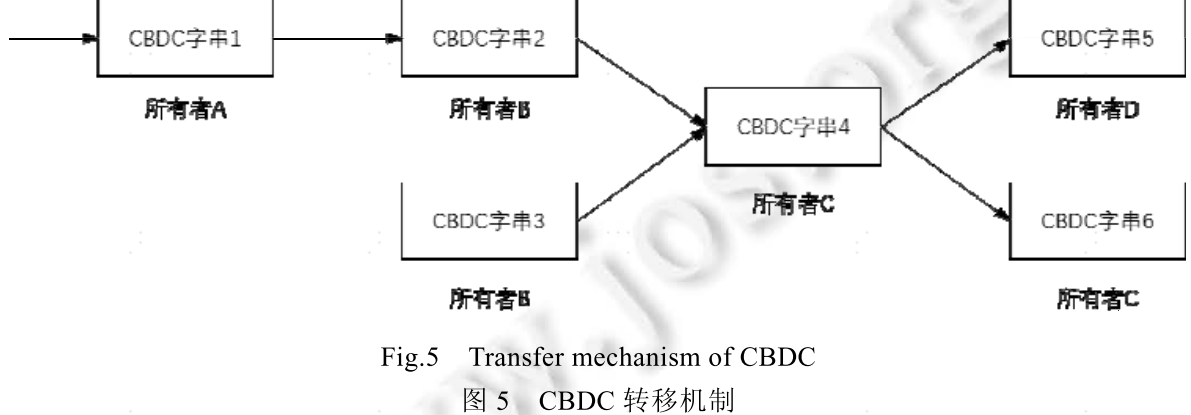 CBDC字串1
CBDC字串2
CBDC字串5
所有者A
所有者B
所有者D
CBDC字串4
所有者C
CBDC字串3
CBDC字串6
所有者B
所有者C
Fig.5 Transfer mechanism of CBDC
图 5 CBDC 转移机制